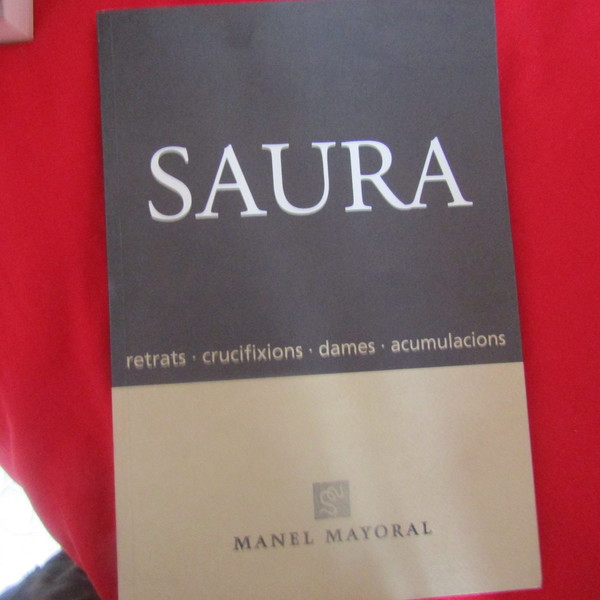 SAURA
retrats · crucifixions · dames · acumulacions
MANEL MAYORAL